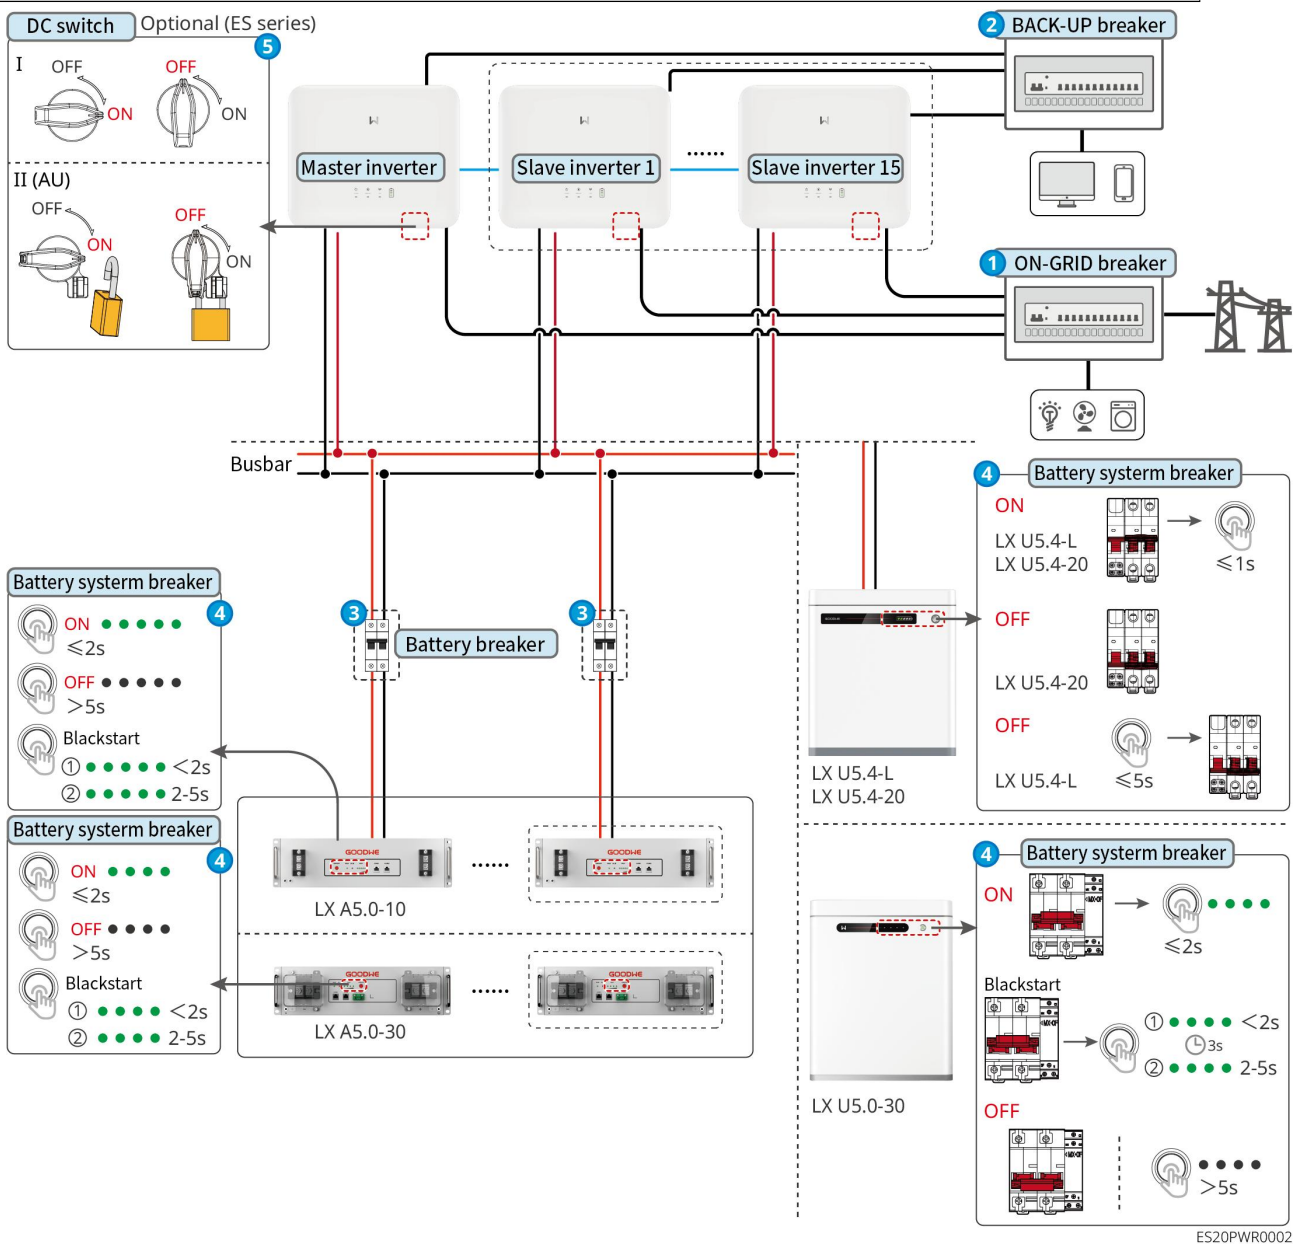 DC switch
Optional (ES series)
5
I
OFF
ON
OFF
ON
II (AU)
OFF
ON
OFF
ON
Master inverter
Slave inverter 1
......
Slave inverter 15
2
BACK-UP breaker
1
ON-GRID breaker
Busbar
3
Battery breaker
3
Battery systerm breaker
4
ON
≤2s
OFF
>5s
Blackstart
① <2s
② 2-5s
Battery systerm breaker
4
ON
≤2s
OFF
>5s
Blackstart
① <2s
② 2-5s
GOODWE
......
GOODWE
LX A5.0-10
GOODWE
......
GOODWE
LX A5.0-30
LX U5.4-L
LX U5.4-20
4
Battery systerm breaker
ON
LX U5.4-L
LX U5.4-20
≤1s
OFF
LX U5.4-20
OFF
LX U5.4-L
≤5s
LX U5.0-30
4
Battery systerm breaker
ON
≤2s
Blackstart
① <2s
3s
② 2-5s
OFF
>5s
ES20PWR0002